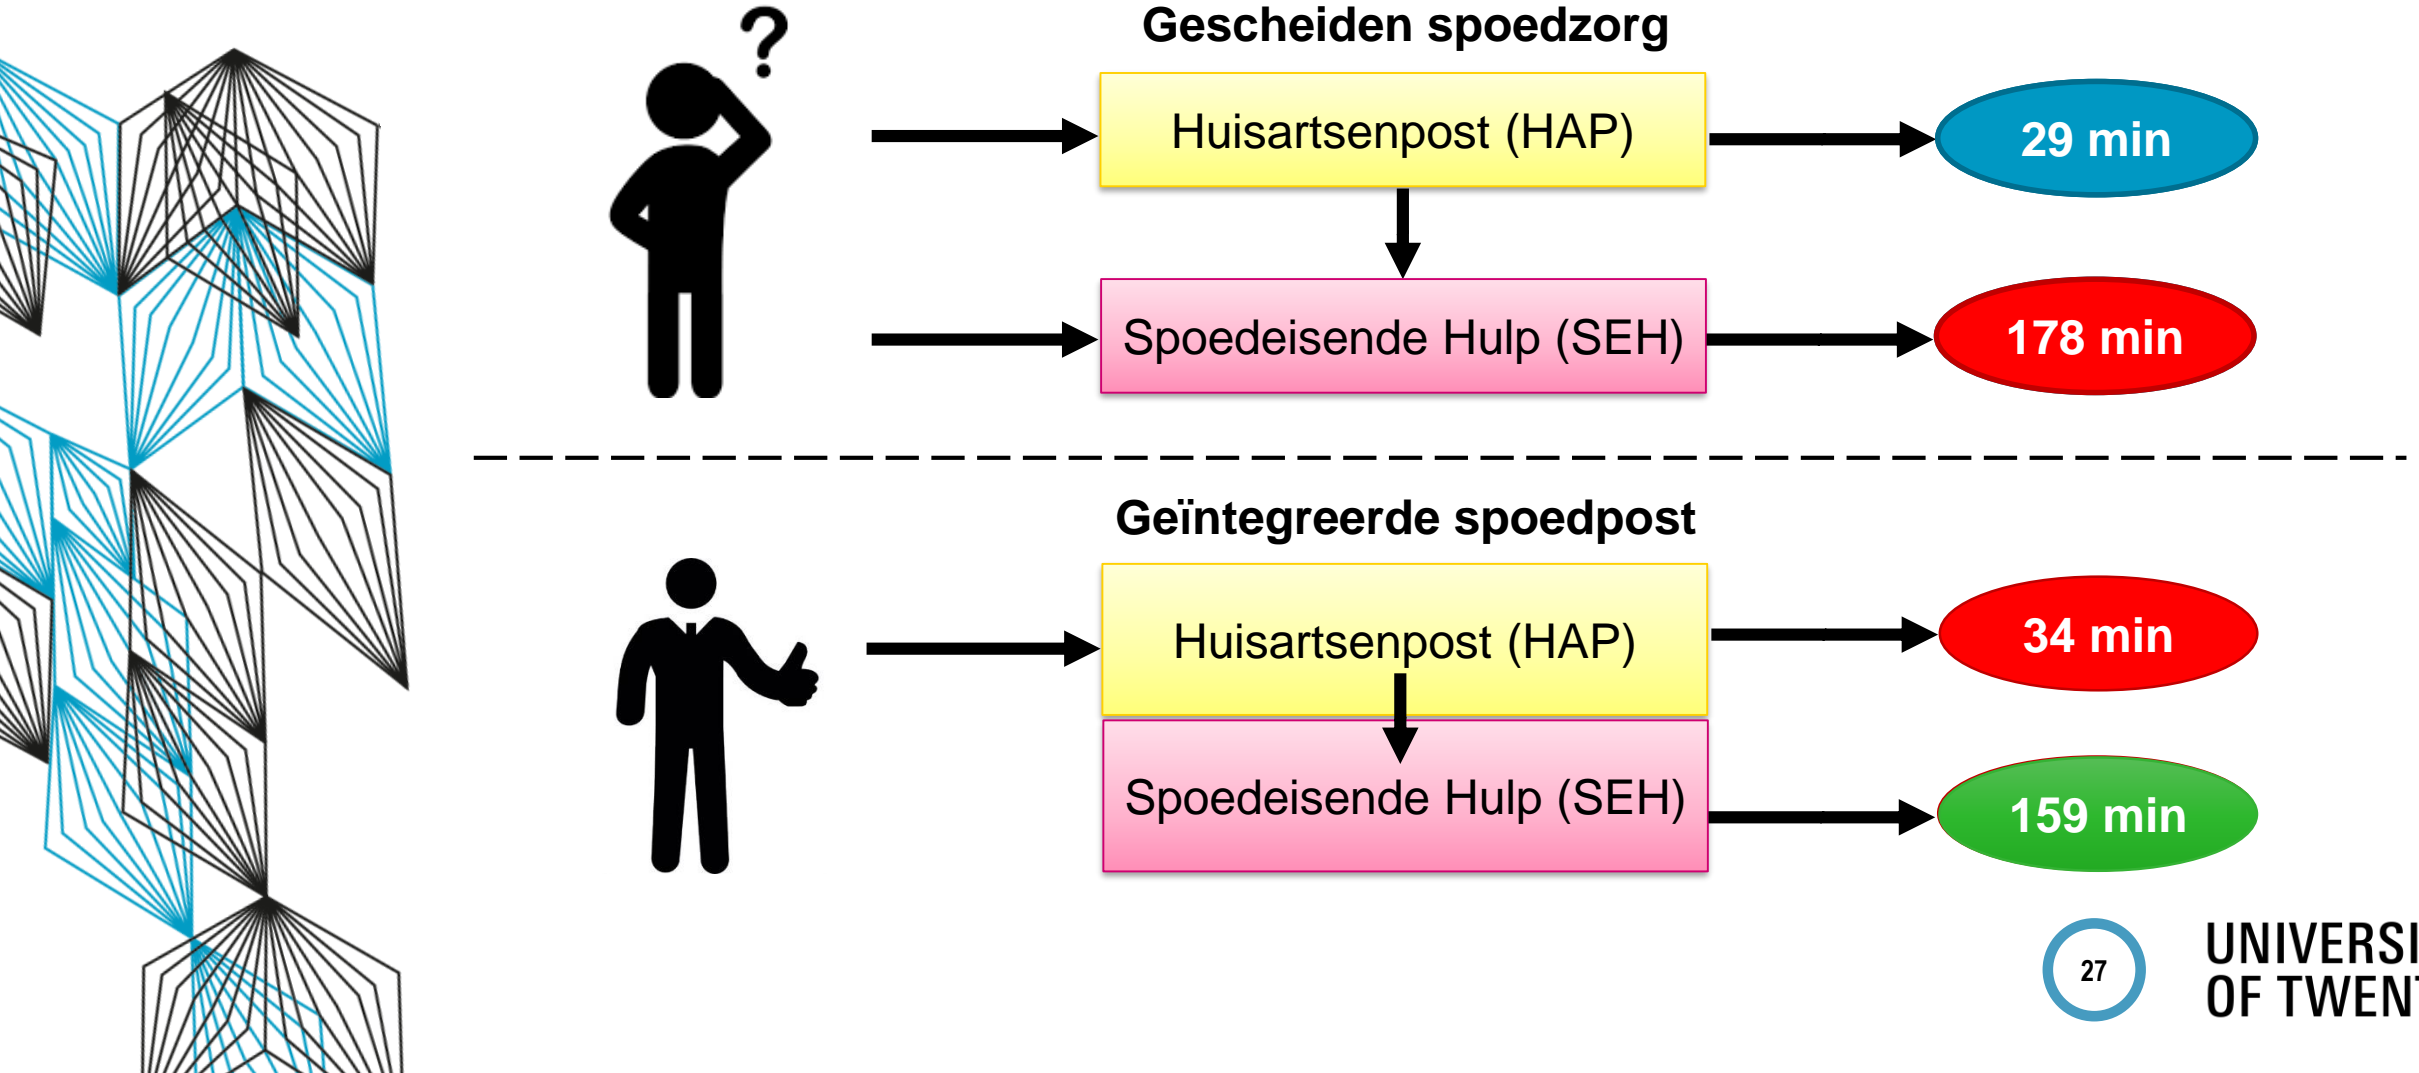 ?
Gescheiden spoedzorg
Huisartsenpost (HAP)
29 min
Spoedeisende Hulp (SEH)
178 min
Geïntegreerde spoedpost
Huisartsenpost (HAP)
34 min
Spoedeisende Hulp (SEH)
159 min
27
UNIVERSI
OF TWEN